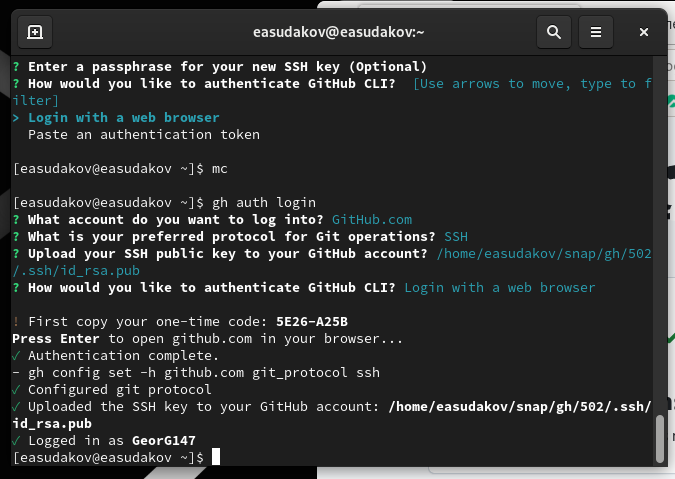 easudakov@easudakov:~
? Enter a passphrase for your new SSH key (Optional)
? How would you like to authenticate GitHub CLI?  [Use arrows to move, type to f
ilter]
> Login with a web browser
  Paste an authentication token
[easudakov@easudakov ~]$ mc
[easudakov@easudakov ~]$ gh auth login
? What account do you want to log into? GitHub.com
? What is your preferred protocol for Git operations? SSH
? Upload your SSH public key to your GitHub account? /home/easudakov/snap/gh/502
/.ssh/id_rsa.pub
? How would you like to authenticate GitHub CLI? Login with a web browser
! First copy your one-time code: 5E26-A25B
Press Enter to open github.com in your browser...
✓ Authentication complete.
- gh config set -h github.com git_protocol ssh
✓ Configured git protocol
✓ Uploaded the SSH key to your GitHub account: /home/easudakov/snap/gh/502/.ssh/
id_rsa.pub
✓ Logged in as GeorG147
[easudakov@easudakov ~]$